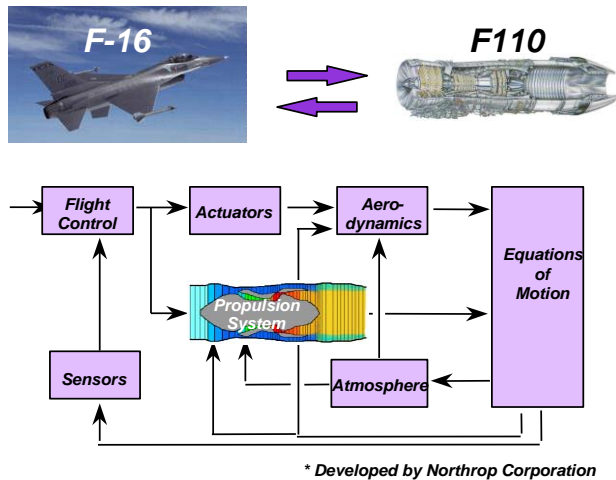 F-16
F110
Flight
Control
Actuators
Aero-
dynamics
Equations
of
Motion
Propulsion
System
Sensors
Atmosphere
* Developed by Northrop Corporation